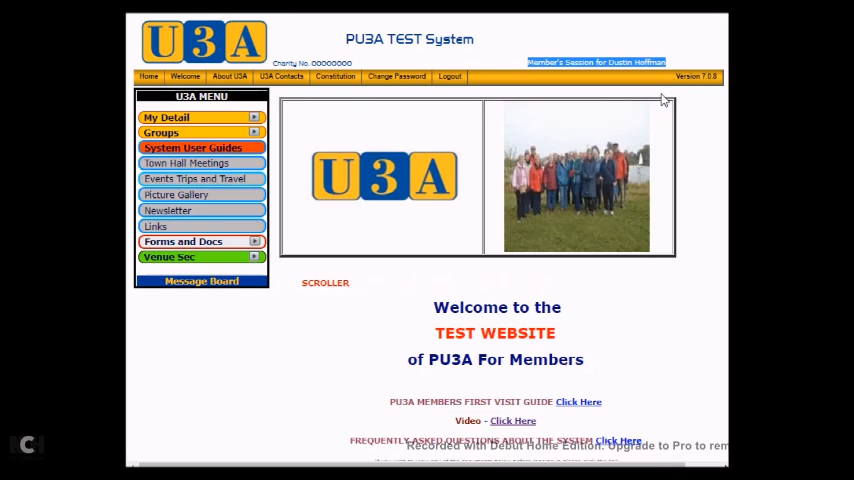 U3A
PU3A TEST System
Charity No. 00000000
Member's Session for Dustin Hoffman
Home Welcome About U3A U3A Contacts Constitution Change Password Logout Version 7.0.8
U3A MENU
My Detail
Groups
System User Guides
Town Hall Meetings
Events Trips and Travel
Picture Gallery
Newsletter
Links
Forms and Docs
Venue Sec
Message Board
U3A
SCROLLER
Welcome to the
TEST WEBSITE
of PU3A For Members
PU3A MEMBERS FIRST VISIT GUIDE Click Here
Video - Click Here
FREQUENTLY ASKED QUESTIONS ABOUT THE SYSTEM Click Here
Recorded with Debut Home Edition. Upgrade to Pro to rem